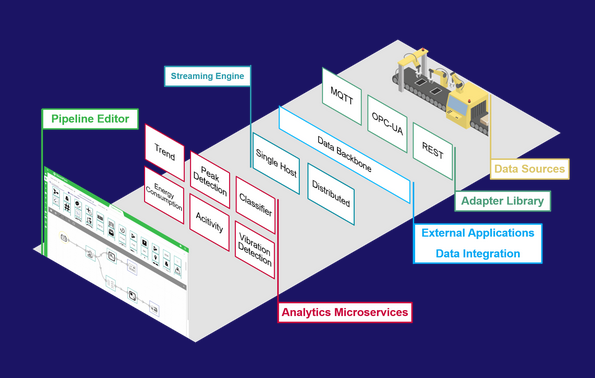 Streaming Engine
Pipeline Editor
MQTT
OPC-UA
REST
Data Backbone
Single Host
Distributed
Trend
Peak
Detection
Classifier
Energy
Consumption
Acitivity
Vibration
Detection
Data Sources
Adapter Library
External Applications
Data Integration
Analytics Microservices